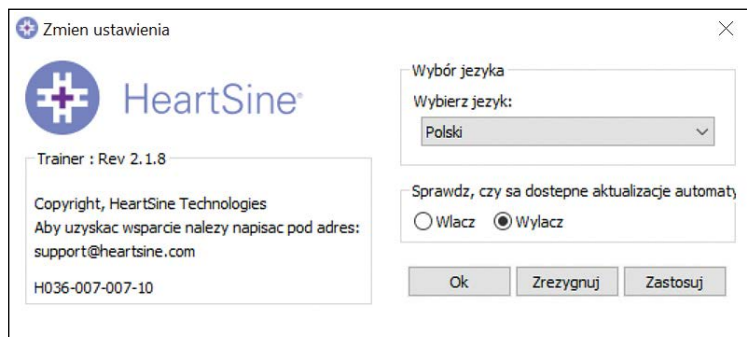 Zmien ustawienia
HeartSine®
Trainer : Rev 2.1.8
Copyright, HeartSine Technologies
Aby uzyskac wsparcie nalezy napisac pod adres:
support@heartsine.com
H036-007-007-10
Wybór jezyka
Wybierz jezyk:
Polski
Sprawdz, czy sa dostepne aktualizacje automaty
Wlacz
Wylacz
Ok
Zrezygnuj
Zastosuj